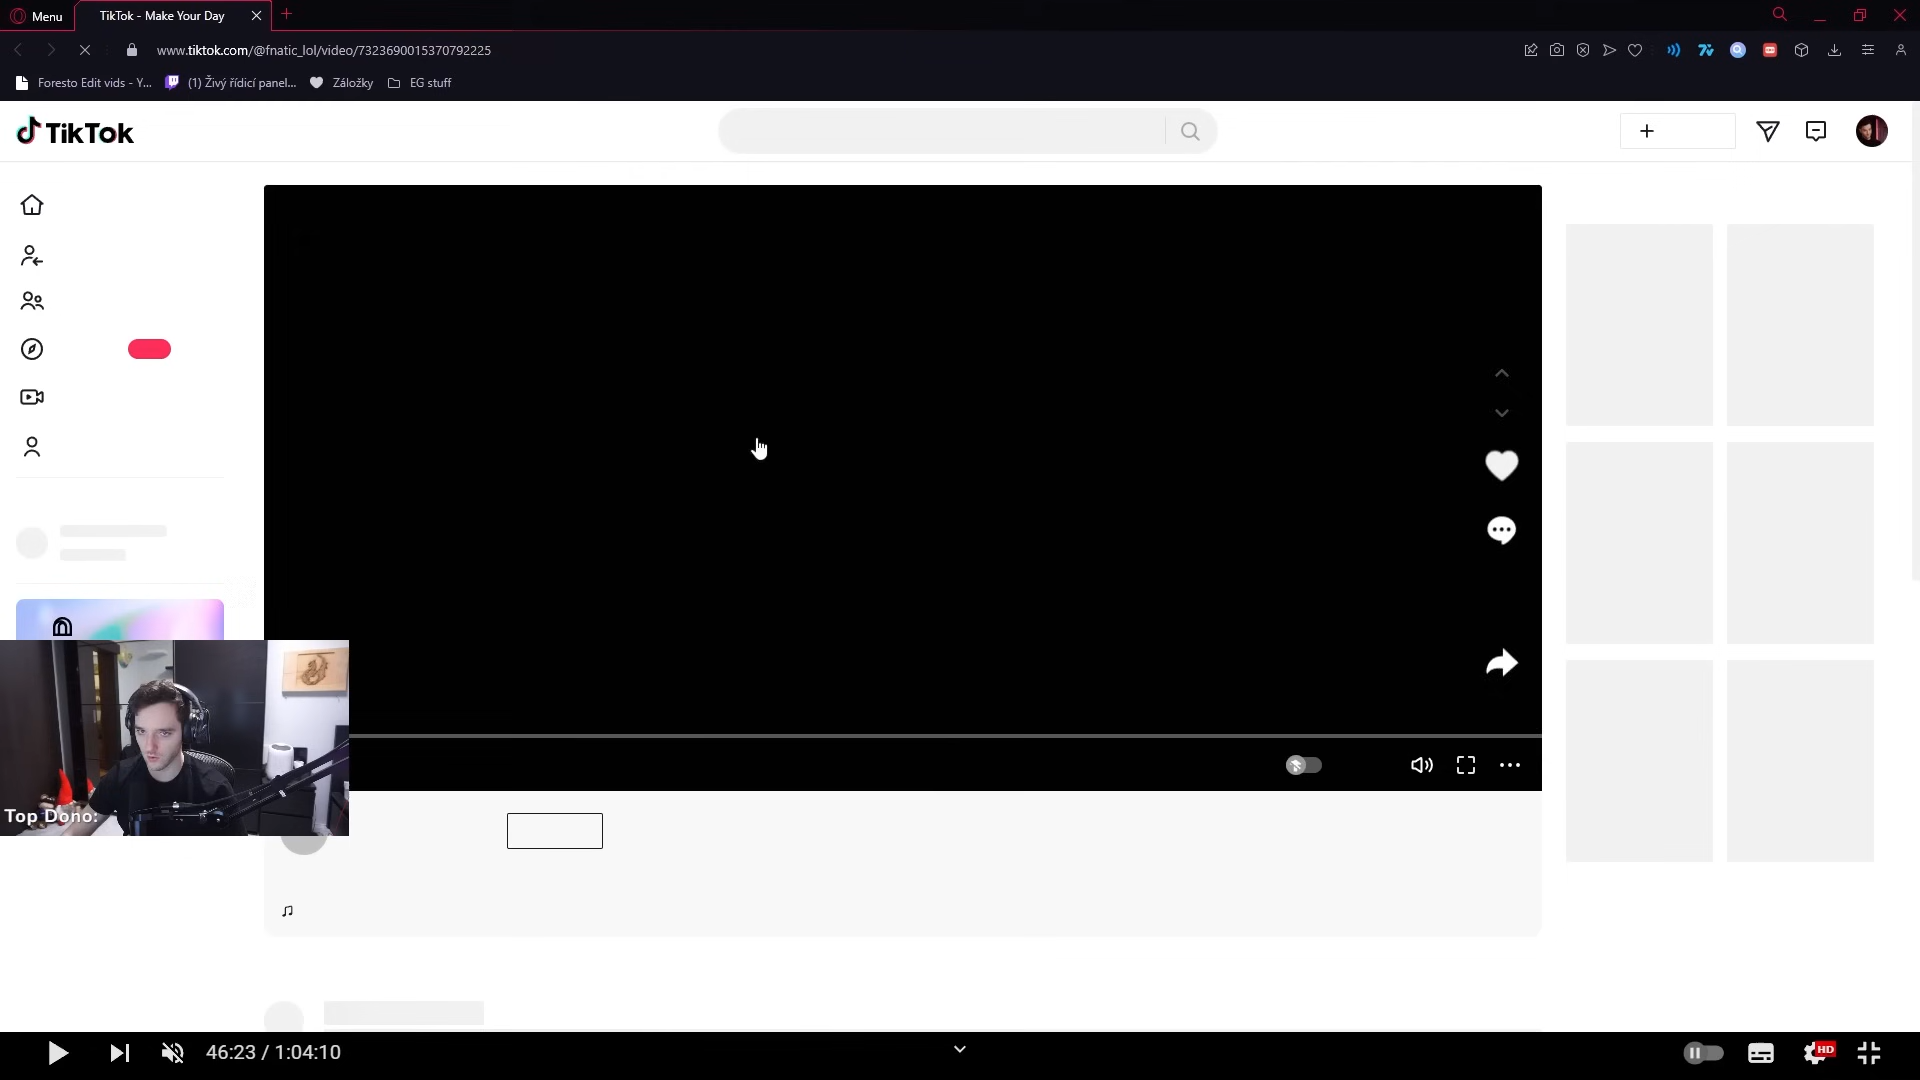 Menu
TikTok - Make Your Day
www.tiktok.com/@fnatic_lol/video/7323690015370792225
Foresto Edit vids - Y...
(1) Živý řídicí panel...
Záložky
EG stuff
TikTok
Top Dono:
46:23 / 1:04:10
HD